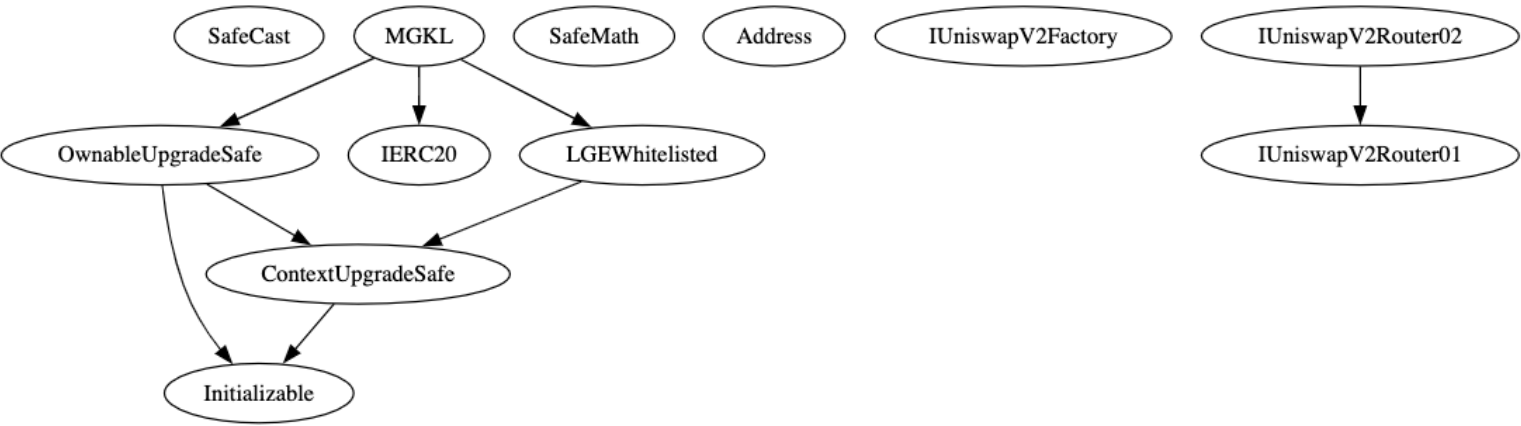 SafeCast
MGKL
SafeMath
Address
IUniswapV2Factory
IUniswapV2Router02
OwnableUpgradeSafe
IERC20
LGEWhitelisted
IUniswapV2Router01
ContextUpgradeSafe
Initializable